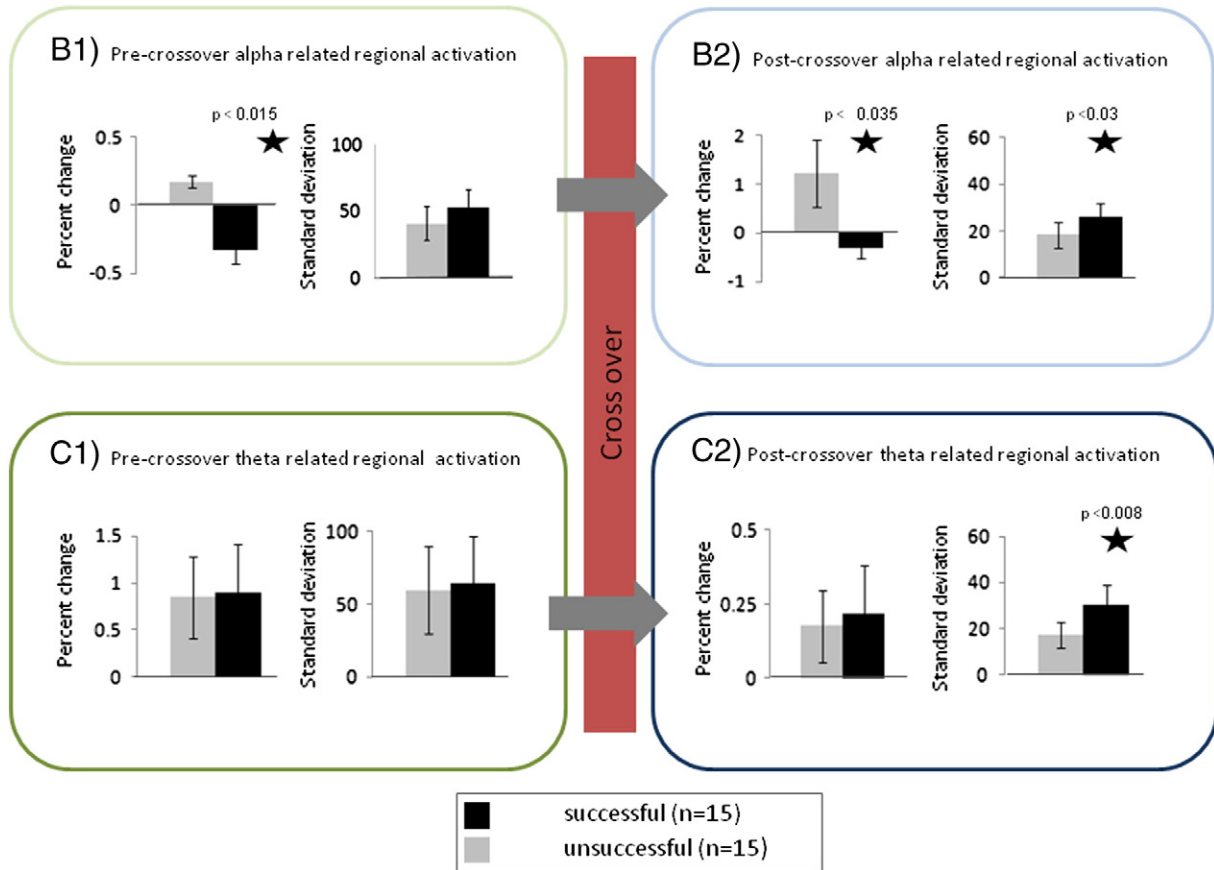 B1) Pre-crossover alpha related regional activation
p < 0.015
Percent change
0.5
0
-0.5
Standard deviation
100
50
0
B2) Post-crossover alpha related regional activation
p < 0.035
Percent change
2
1
0
-1
p <0.03
Standard deviation
60
40
20
0
Cross over
C1) Pre-crossover theta related regional activation
Percent change
1.5
1
0.5
0
Standard deviation
100
50
0
C2) Post-crossover theta related regional activation
Percent change
0.5
0.25
0
p <0.008
Standard deviation
60
40
20
0
successful (n=15)
unsuccessful (n=15)